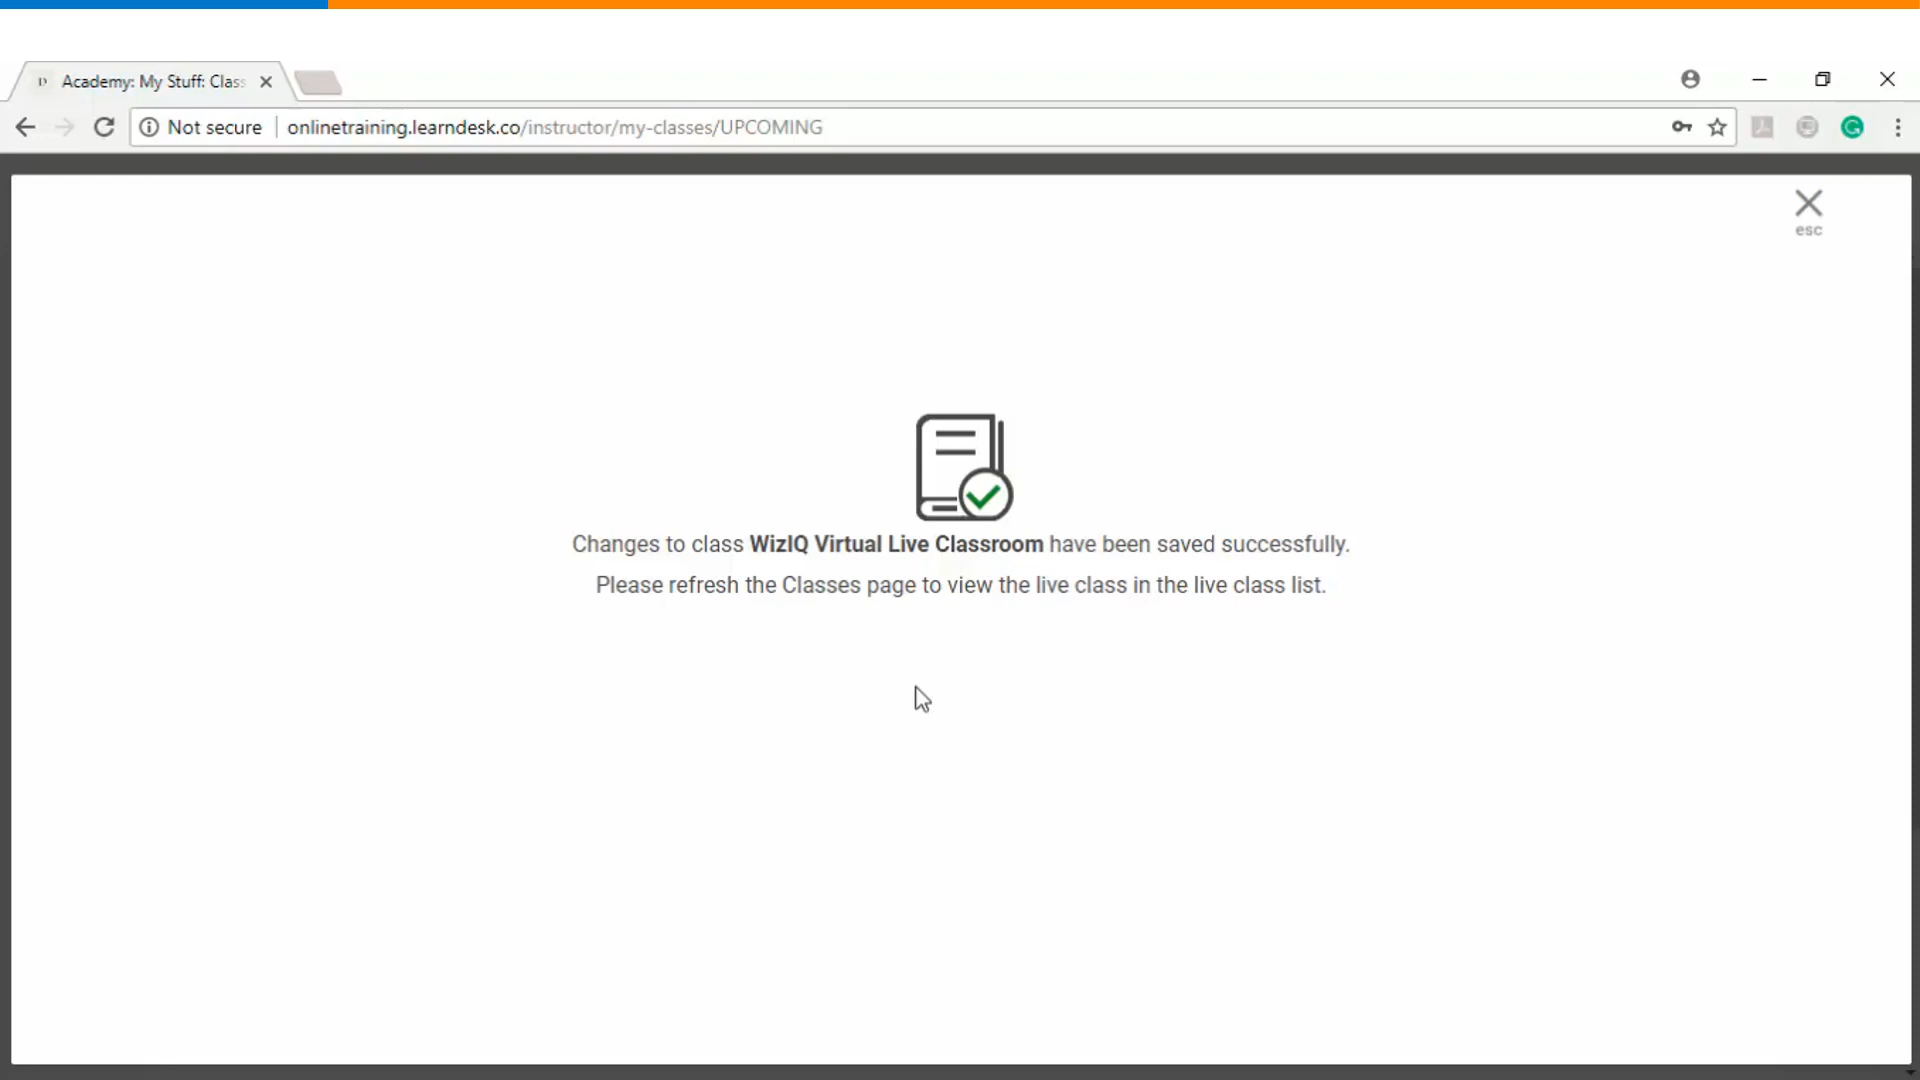 Academy: My Stuff: Clas
Not secure onlinetraining.learndesk.co/instructor/my-classes/UPCOMING
esc
Changes to class WizIQ Virtual Live Classroom have been saved successfully.
Please refresh the Classes page to view the live class in the live class list.